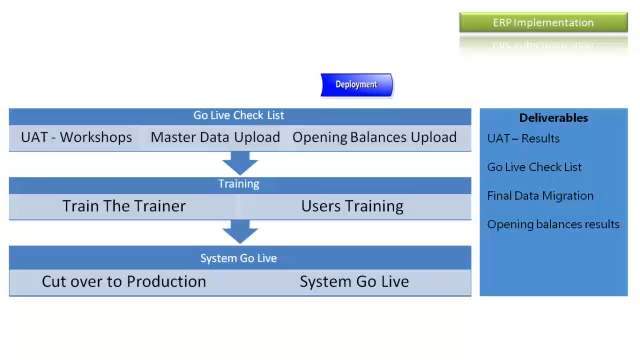 ERP Implementation
Deployment
Go Live Check List
UAT - Workshops Master Data Upload Opening Balances Upload
Training
Train The Trainer Users Training
System Go Live
Cut over to Production System Go Live
Deliverables
UAT – Results
Go Live Check List
Final Data Migration
Opening balances results